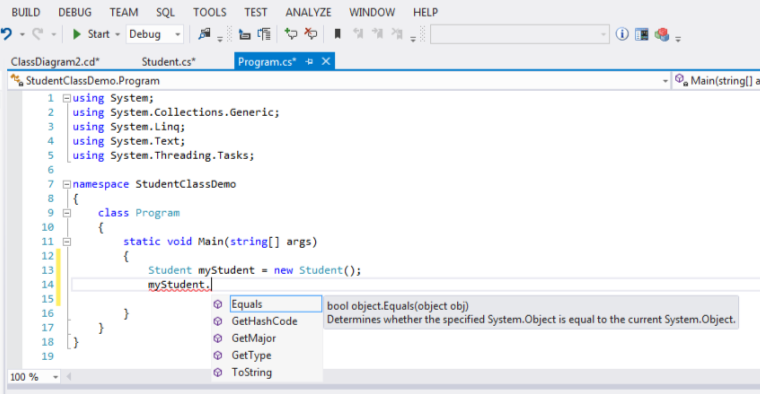 BUILD DEBUG TEAM SQL TOOLS TEST ANALYZE WINDOW HELP
Start Debug
ClassDiagram2.cd* Student.cs* Program.cs*
StudentClassDemo.Program Main(string[] a
1 using System;
2 using System.Collections.Generic;
3 using System.Linq;
4 using System.Text;
5 using System.Threading.Tasks;
6
7 namespace StudentClassDemo
8 {
9 class Program
10 {
11 static void Main(string[] args)
12 {
13 Student myStudent = new Student();
14 myStudent.
15
Equals bool object.Equals(object obj)
Determines whether the specified System.Object is equal to the current System.Object.
16 }
GetHashCode
17 }
GetMajor
18 }
GetType
19
ToString
100 %